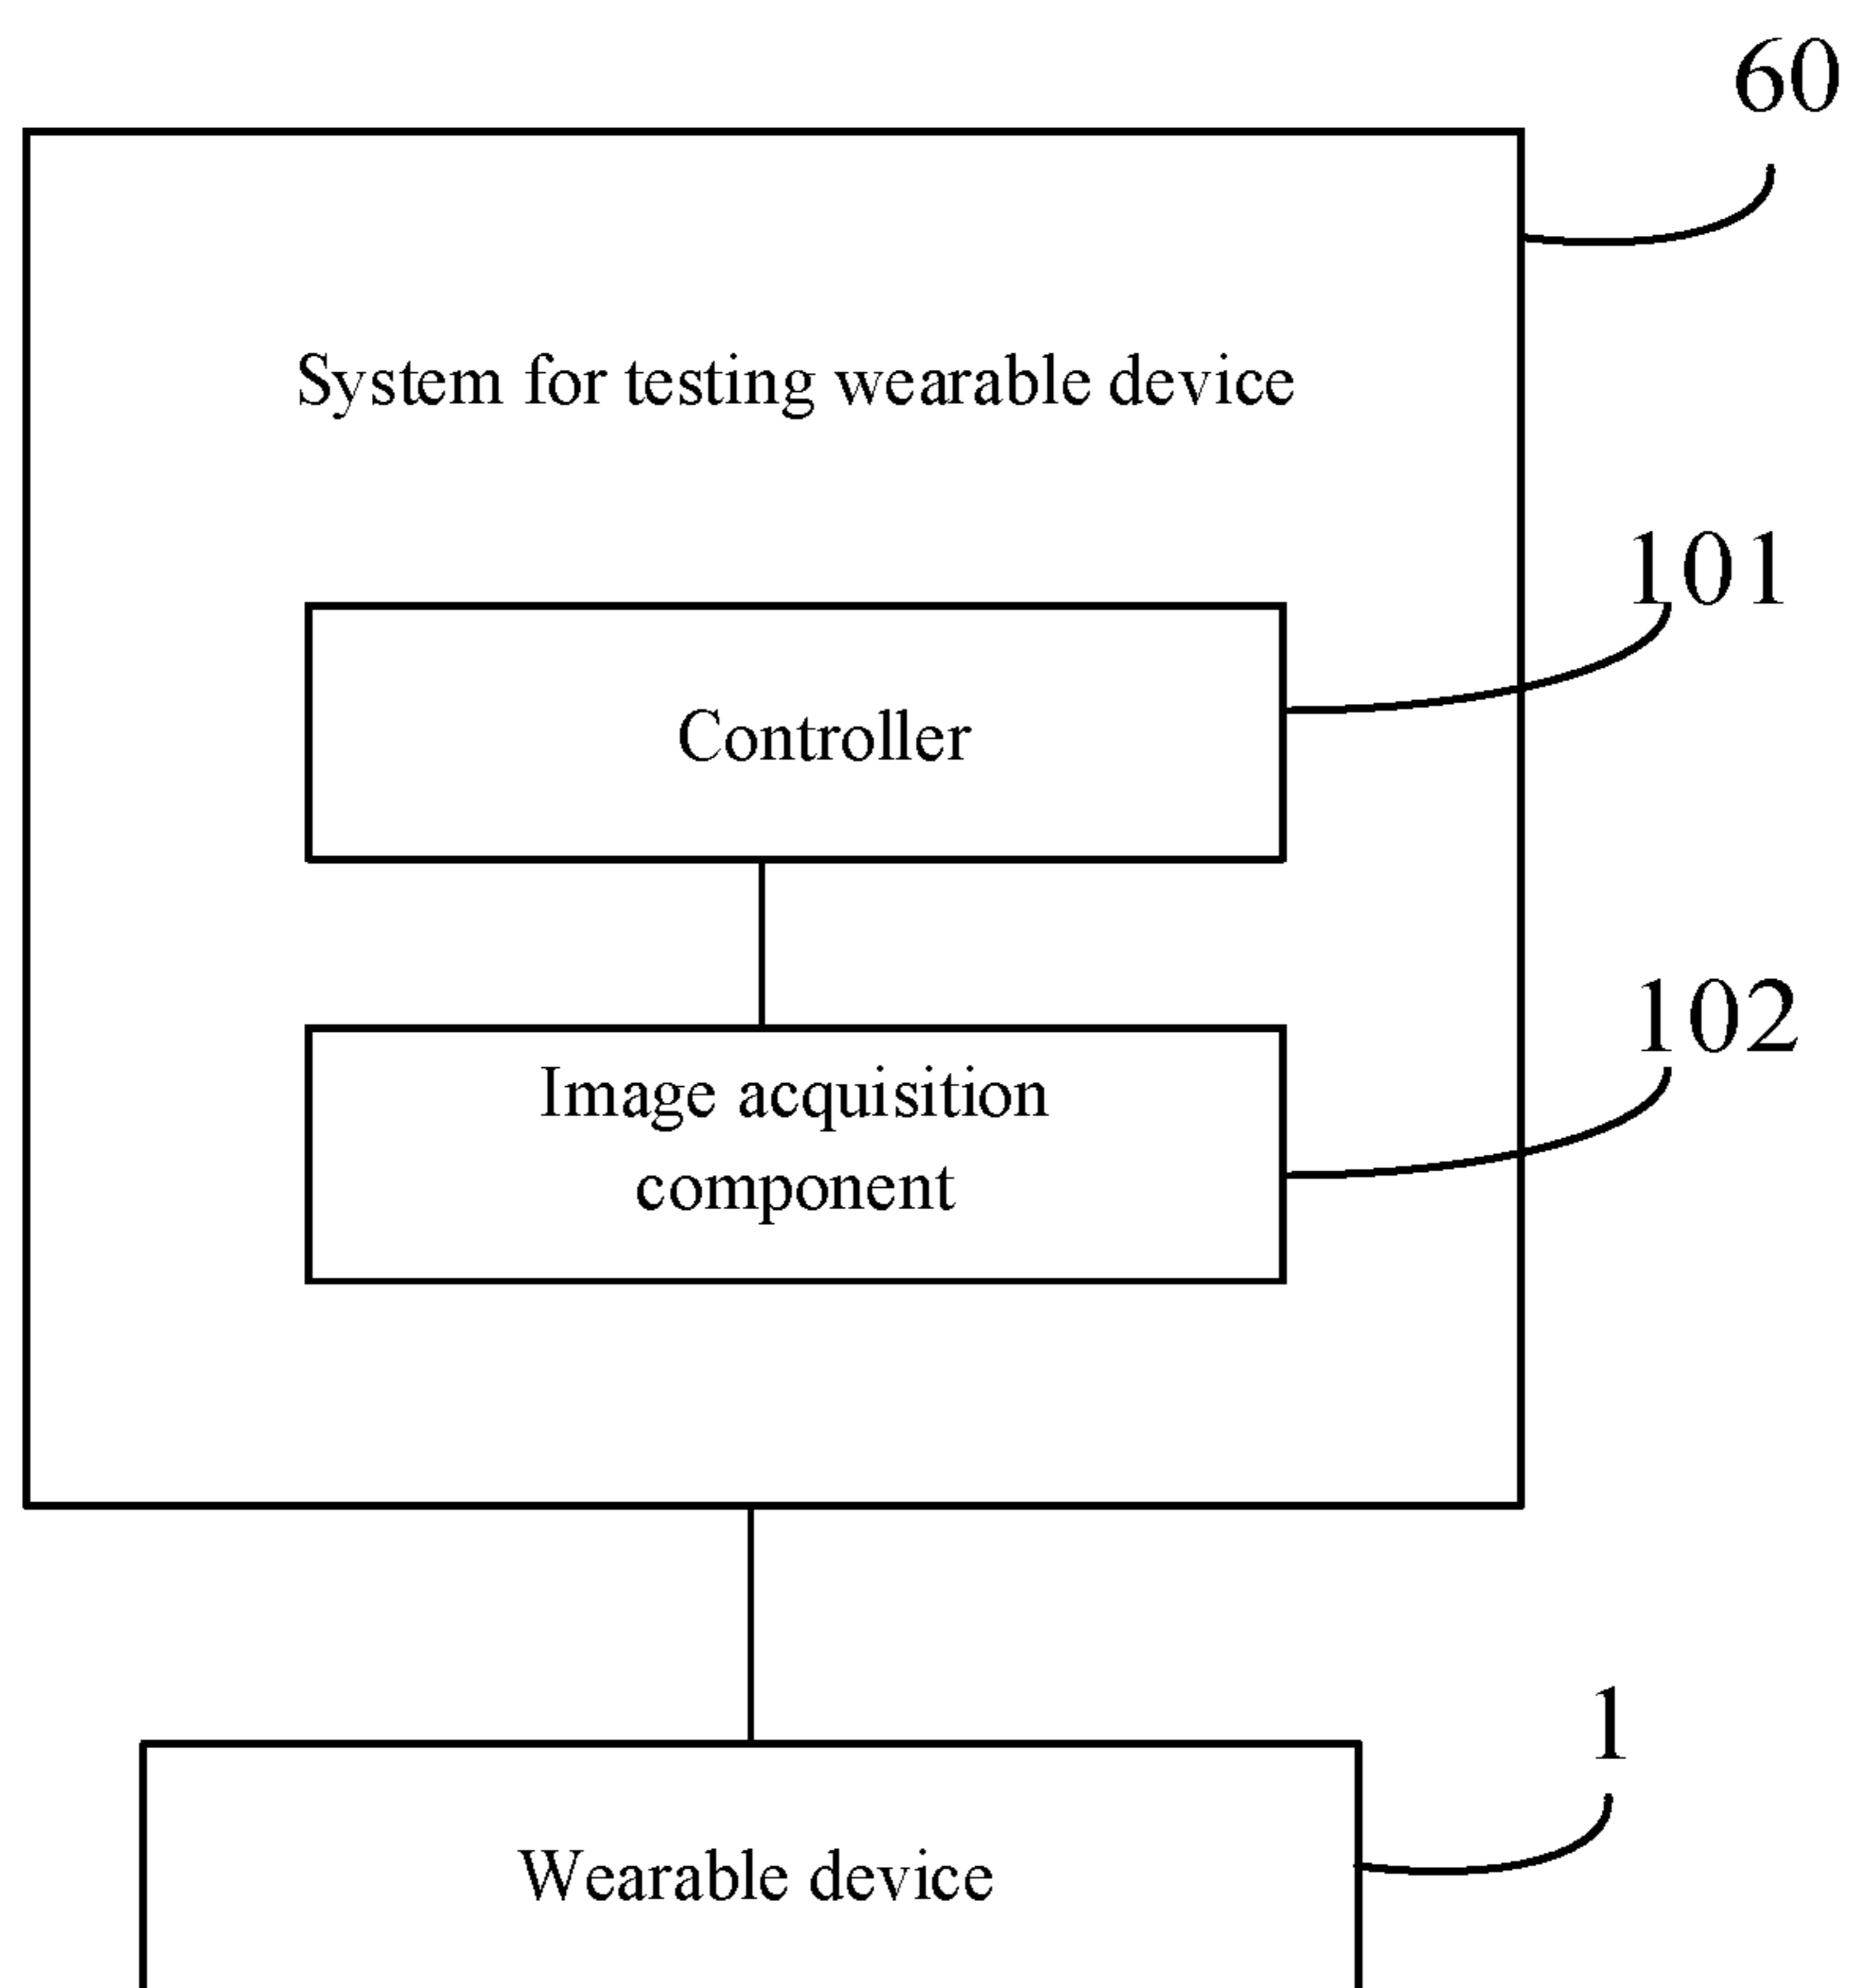 60
System for testing wearable device
101
Controller
102
Image acquisition
component
1
Wearable device